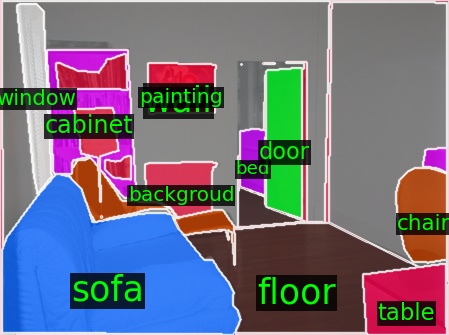 window
painting
wall
cabinet
door
bed
backgroud
chair
sofa
floor
table